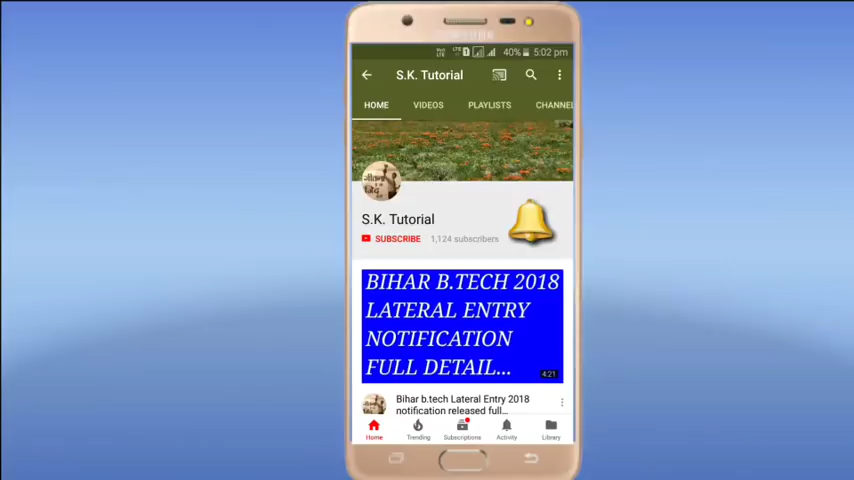 40% 5:02 pm
S.K. Tutorial
HOME VIDEOS PLAYLISTS CHANNEL
S.K. Tutorial
SUBSCRIBE 1,124 subscribers
BIHAR B.TECH 2018
LATERAL ENTRY
NOTIFICATION
FULL DETAIL...
4:21
Bihar b.tech Lateral Entry 2018
notification released full...
Home Trending Subscriptions Activity Library